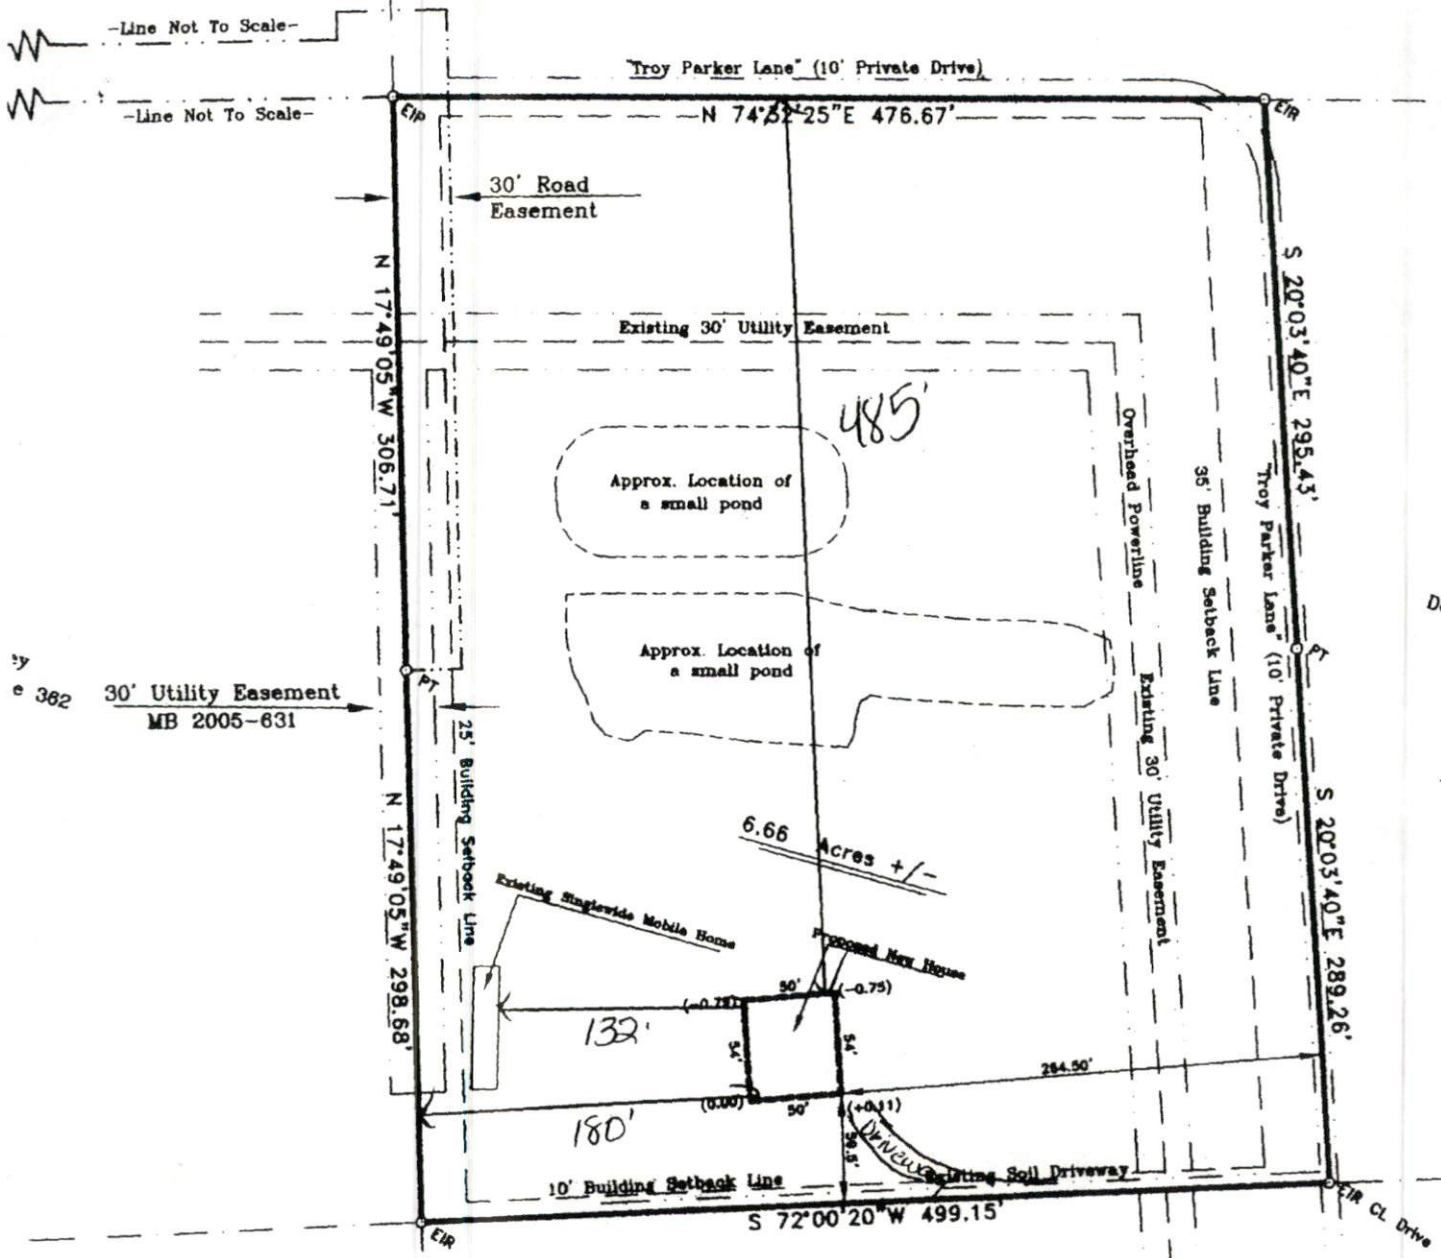 -Line Not To Scale-
"Troy Parker Lane" (10' Private Drive)
-Line Not To Scale-
EIP
N 74°52'25"E 476.67'
EIR
30' Road
Easement
N 17°49'05"W 306.71'
S 20°03'40"E 295.43'
Existing 30' Utility Easement
485'
Overhead Powerline
35' Building Setback Line
"Troy Parker Lane" (10' Private Drive)
Approx. Location of
a small pond
Approx. Location of
a small pond
PT
PT
e 362
30' Utility Easement
MB 2005-631
25' Building Setback Line
Existing 30' Utility Easement
N 17°49'05"W 298.68'
S 20°03'40"E 289.26'
6.66 Acres +/-
Existing Singlewide Mobile Home
Proposed New House
50'
(-0.75)
132'
54'
54'
264.50'
(0.00)
50'
(+0.11)
180'
59.5'
Driveway
Existing Soil Driveway
10' Building Setback Line
S 72°00'20"W 499.15'
EIR
EIR CL Drive